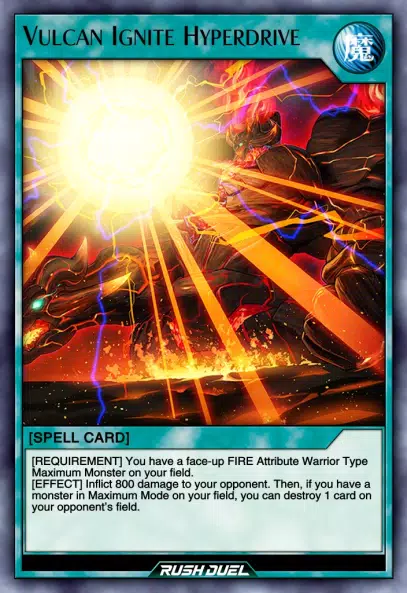 Vulcan Ignite Hyperdrive
魔
[SPELL CARD]
[REQUIREMENT] You have a face-up FIRE Attribute Warrior Type
Maximum Monster on your field.
[EFFECT] Inflict 800 damage to your opponent. Then, if you have a
monster in Maximum Mode on your field, you can destroy 1 card on
your opponent's field.
RUSH DUEL